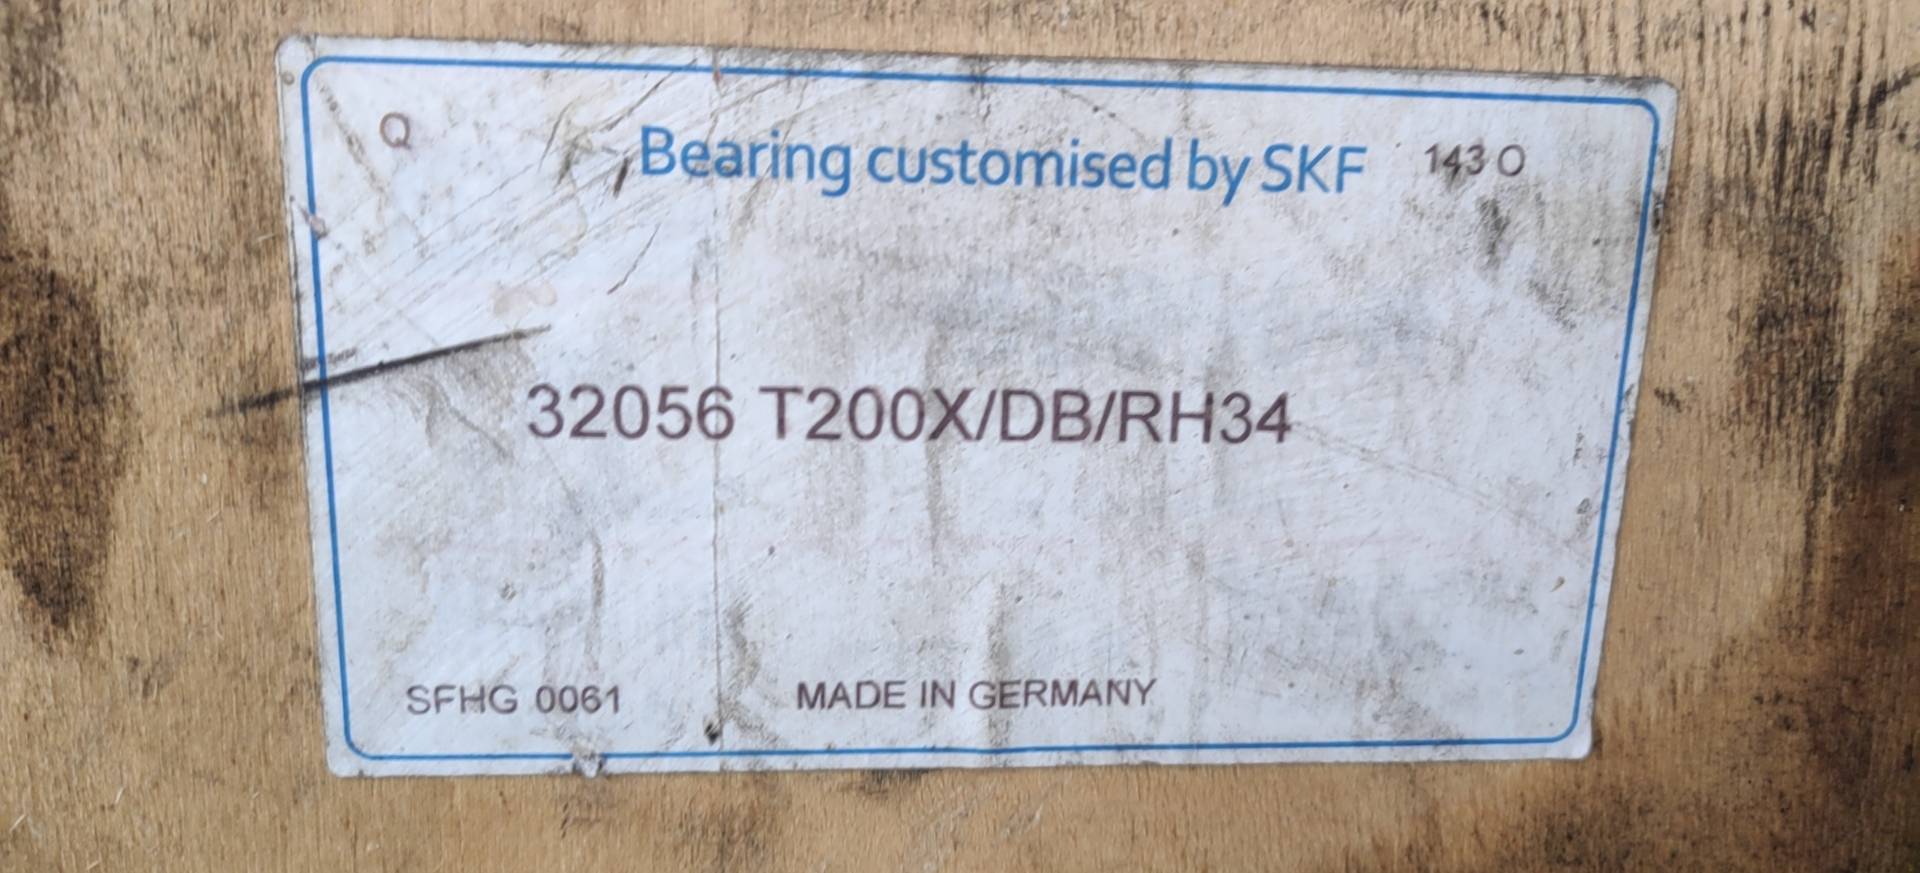 Q
Bearing customised by SKF 143 O
32056 T200X/DB/RH34
SFHG 0061 MADE IN GERMANY